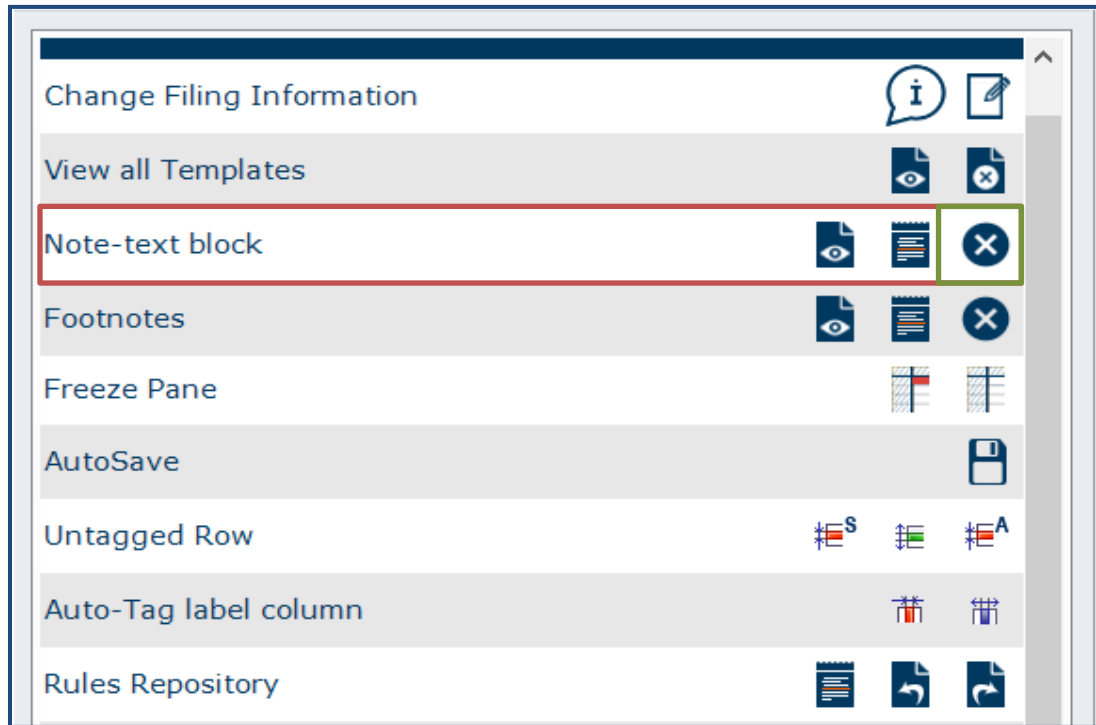 Change Filing Information
View all Templates
Note-text block
Footnotes
Freeze Pane
AutoSave
Untagged Row S A
Auto-Tag label column
Rules Repository